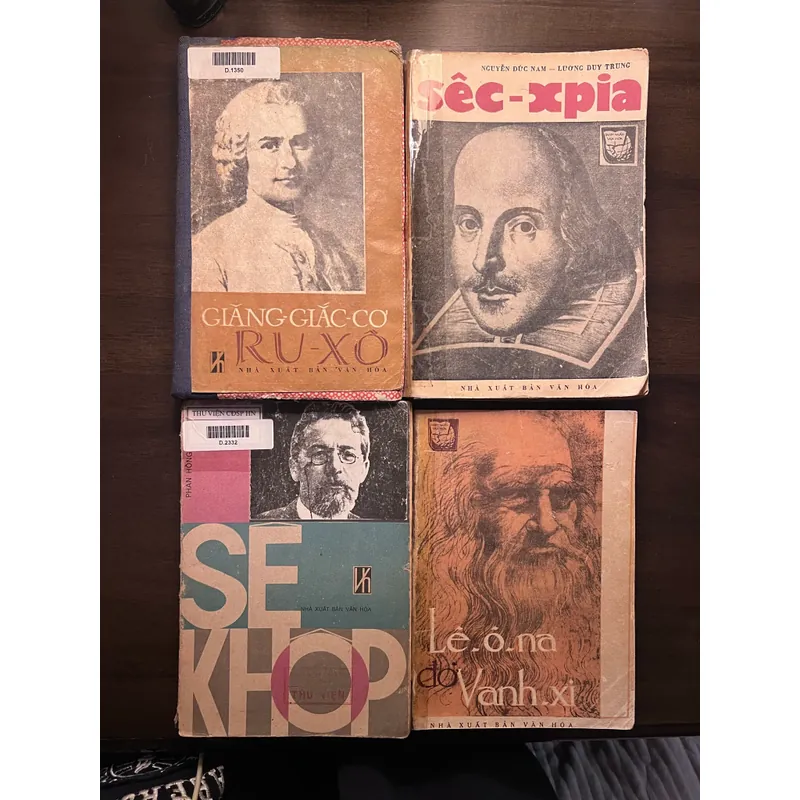 D.1350
GIĂNG-GIẮC-CƠ
RU-XÔ
NHÀ XUẤT BẢN VĂN HÓA
NGUYỄN ĐỨC NAM — LƯƠNG DUY TRUNG
sêc-xpia
NHÀ XUẤT BẢN VĂN HÓA
THƯ VIỆN CĐSP HN
D.2332
PHAN HỒNG
SE
KHOP
NHÀ XUẤT BẢN VĂN HÓA
THƯ VIỆN
Lê-ô-na
đờ Vanh-xi
NHÀ XUẤT BẢN VĂN HÓA